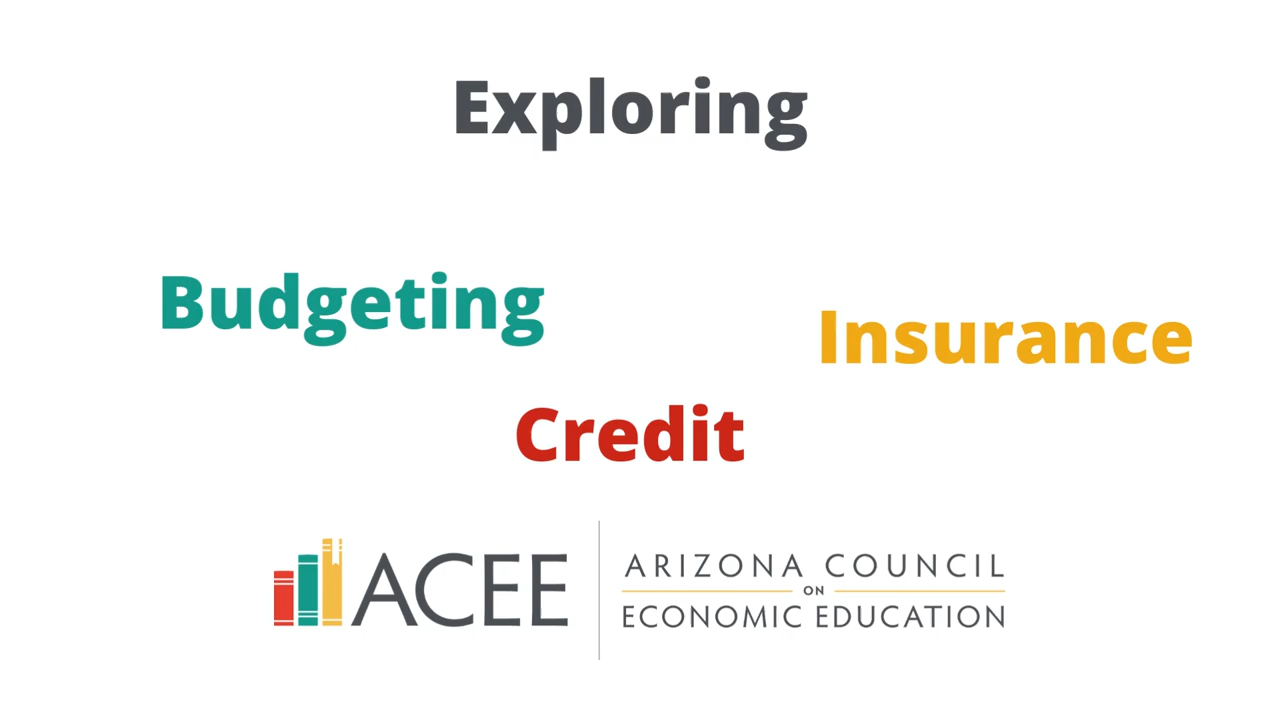 Exploring
Budgeting
Insurance
Credit
ACEE
ARIZONA COUNCIL
ON
ECONOMIC EDUCATION